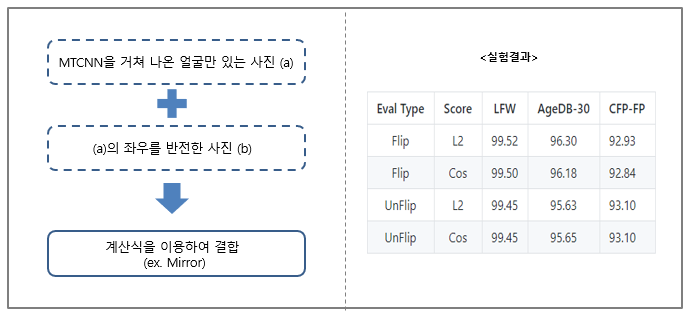 MTCNN을 거쳐 나온 얼굴만 있는 사진 (a)
(a)의 좌우를 반전한 사진 (b)
계산식을 이용하여 결합
(ex. Mirror)
<실험결과>
Eval Type Score LFW AgeDB-30 CFP-FP
Flip L2 99.52 96.30 92.93
Flip Cos 99.50 96.18 92.84
UnFlip L2 99.45 95.63 93.10
UnFlip Cos 99.45 95.65 93.10